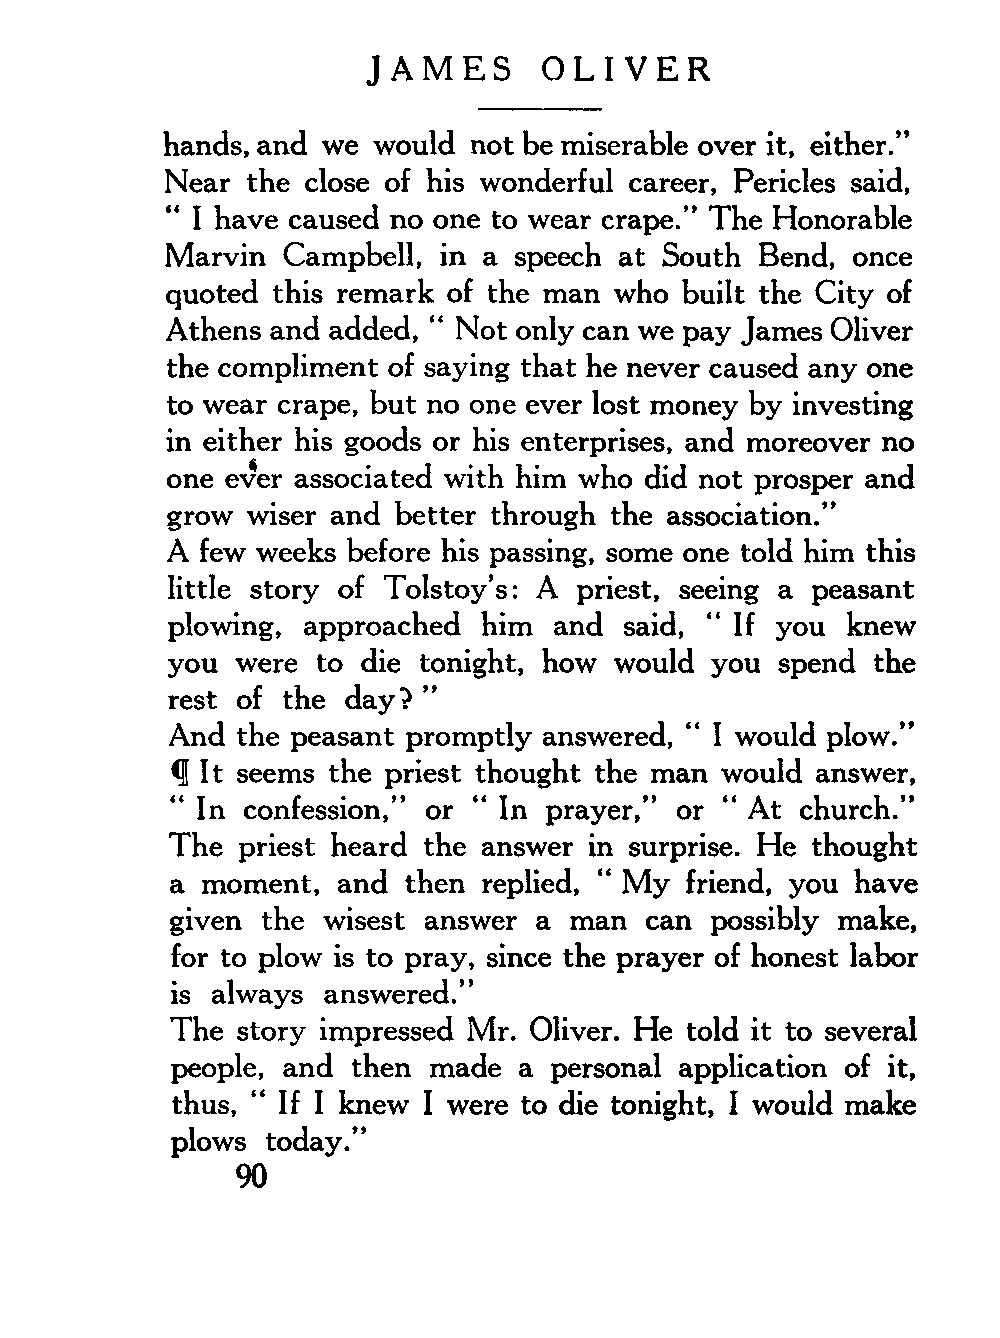 JAMES OLIVER
hands, and we would not be miserable over it, either.”
Near the close of his wonderful career, Pericles said,
“ I have caused no one to wear crape.” The Honorable
Marvin Campbell, in a speech at South Bend, once
quoted this remark of the man who built the City of
Athens and added, “ Not only can we pay James Oliver
the compliment of saying that he never caused any one
to wear crape, but no one ever lost money by investing
in either his goods or his enterprises, and moreover no
one ever associated with him who did not prosper and
grow wiser and better through the association.”
A few weeks before his passing, some one told him this
little story of Tolstoy’s: A priest, seeing a peasant
plowing, approached him and said, “ If you knew
you were to die tonight, how would you spend the
rest of the day? ”
And the peasant promptly answered, “ I would plow.”
¶ It seems the priest thought the man would answer,
“ In confession,” or “ In prayer,” or “ At church.”
The priest heard the answer in surprise. He thought
a moment, and then replied, “ My friend, you have
given the wisest answer a man can possibly make,
for to plow is to pray, since the prayer of honest labor
is always answered.”
The story impressed Mr. Oliver. He told it to several
people, and then made a personal application of it,
thus, “ If I knew I were to die tonight, I would make
plows today.”
90